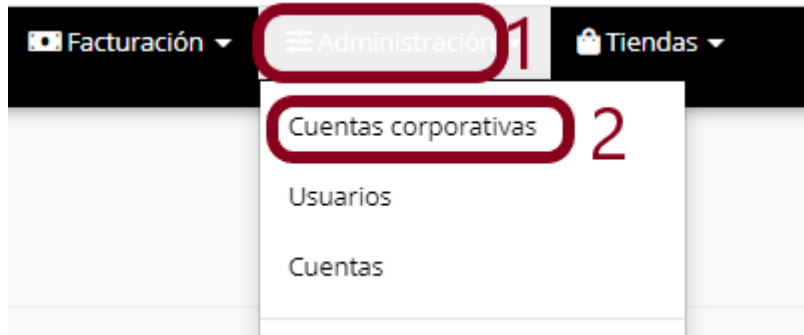 Facturación
Administración
1
Tiendas
Cuentas corporativas
2
Usuarios
Cuentas